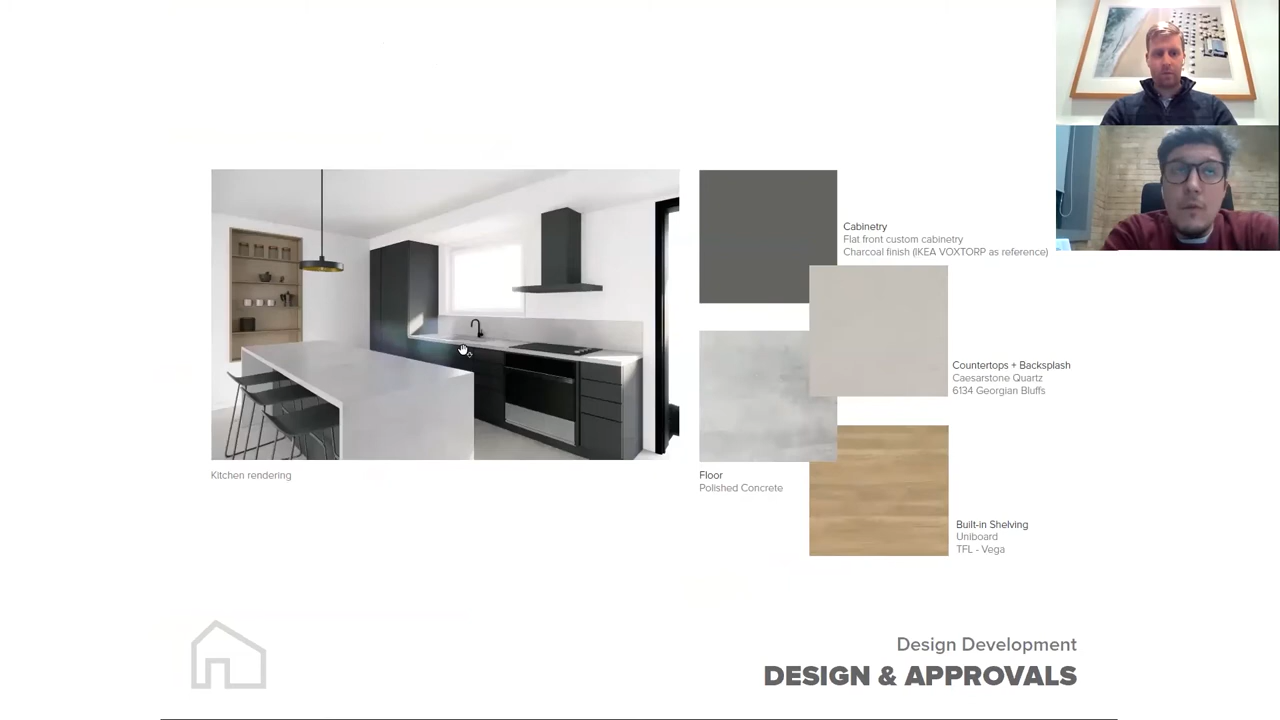 Cabinetry
Flat front custom cabinetry
Charcoal finish (IKEA VOXTORP as reference)
Countertops + Backsplash
Caesarstone Quartz
6134 Georgian Bluffs
Kitchen rendering
Floor
Polished Concrete
Built-in Shelving
Uniboard
TFL - Vega
Design Development
DESIGN & APPROVALS